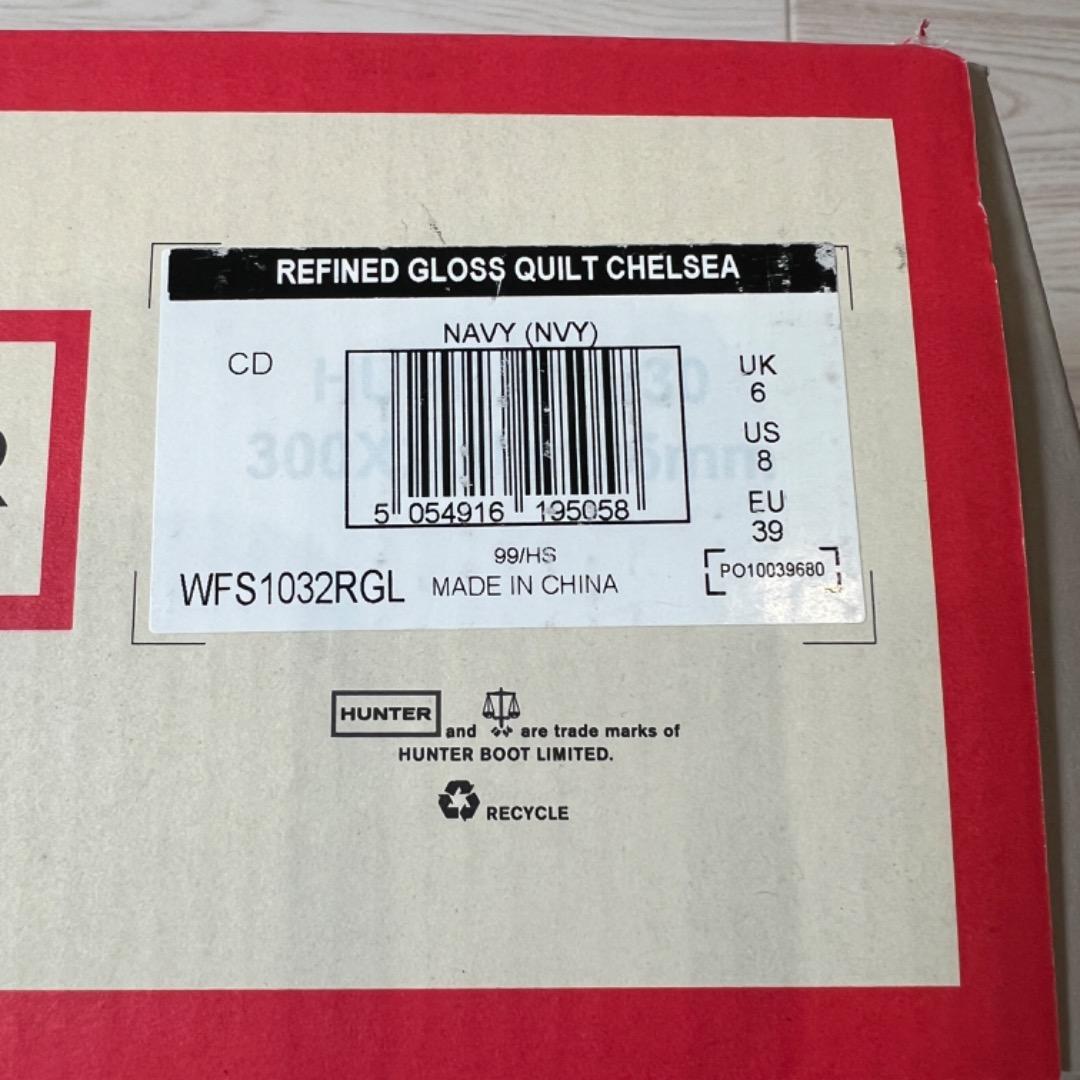 REFINED GLOSS QUILT CHELSEA
NAVY (NVY)
CD
UK
6
US
8
EU
39
5 054916 195058
99/HS
WFS1032RGL MADE IN CHINA
PO10039680
HUNTER and are trade marks of
HUNTER BOOT LIMITED.
RECYCLE